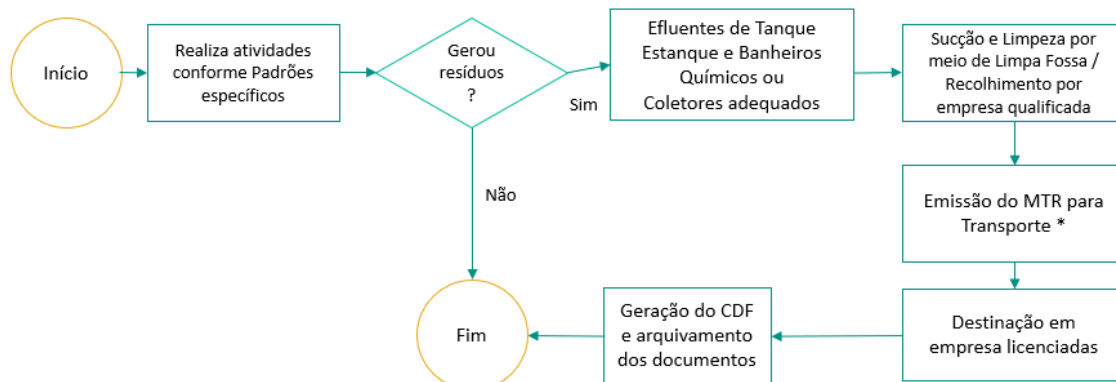 Início
Realiza atividades
conforme Padrões
específicos
Gerou
resíduos
?
Sim
Não
Efluentes de Tanque
Estanque e Banheiros
Químicos ou
Coletores adequados
Sucção e Limpeza por
meio de Limpa Fossa /
Recolhimento por
empresa qualificada
Emissão do MTR para
Transporte *
Destinação em
empresa licenciadas
Geração do CDF
e arquivamento
dos documentos
Fim